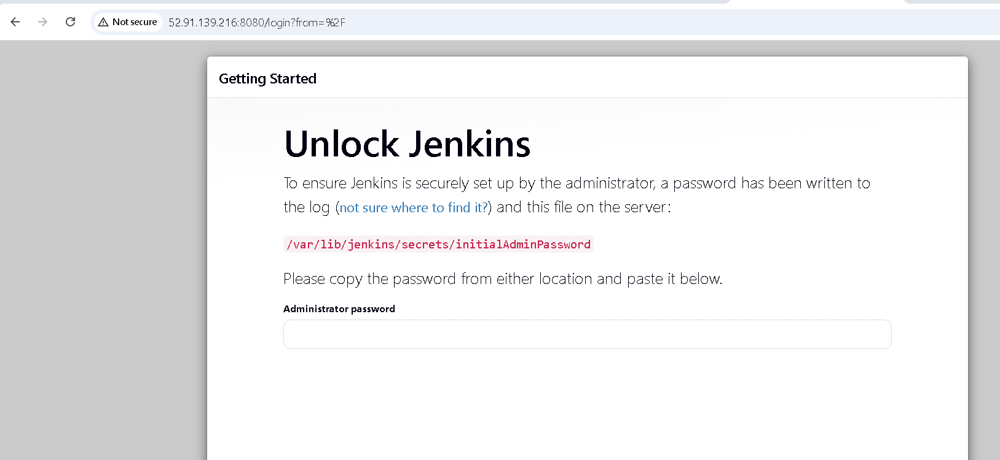 Not secure 52.91.139.216:8080/login?from=%2F
Getting Started
Unlock Jenkins
To ensure Jenkins is securely set up by the administrator, a password has been written to
the log (not sure where to find it?) and this file on the server:
/var/lib/jenkins/secrets/initialAdminPassword
Please copy the password from either location and paste it below.
Administrator password